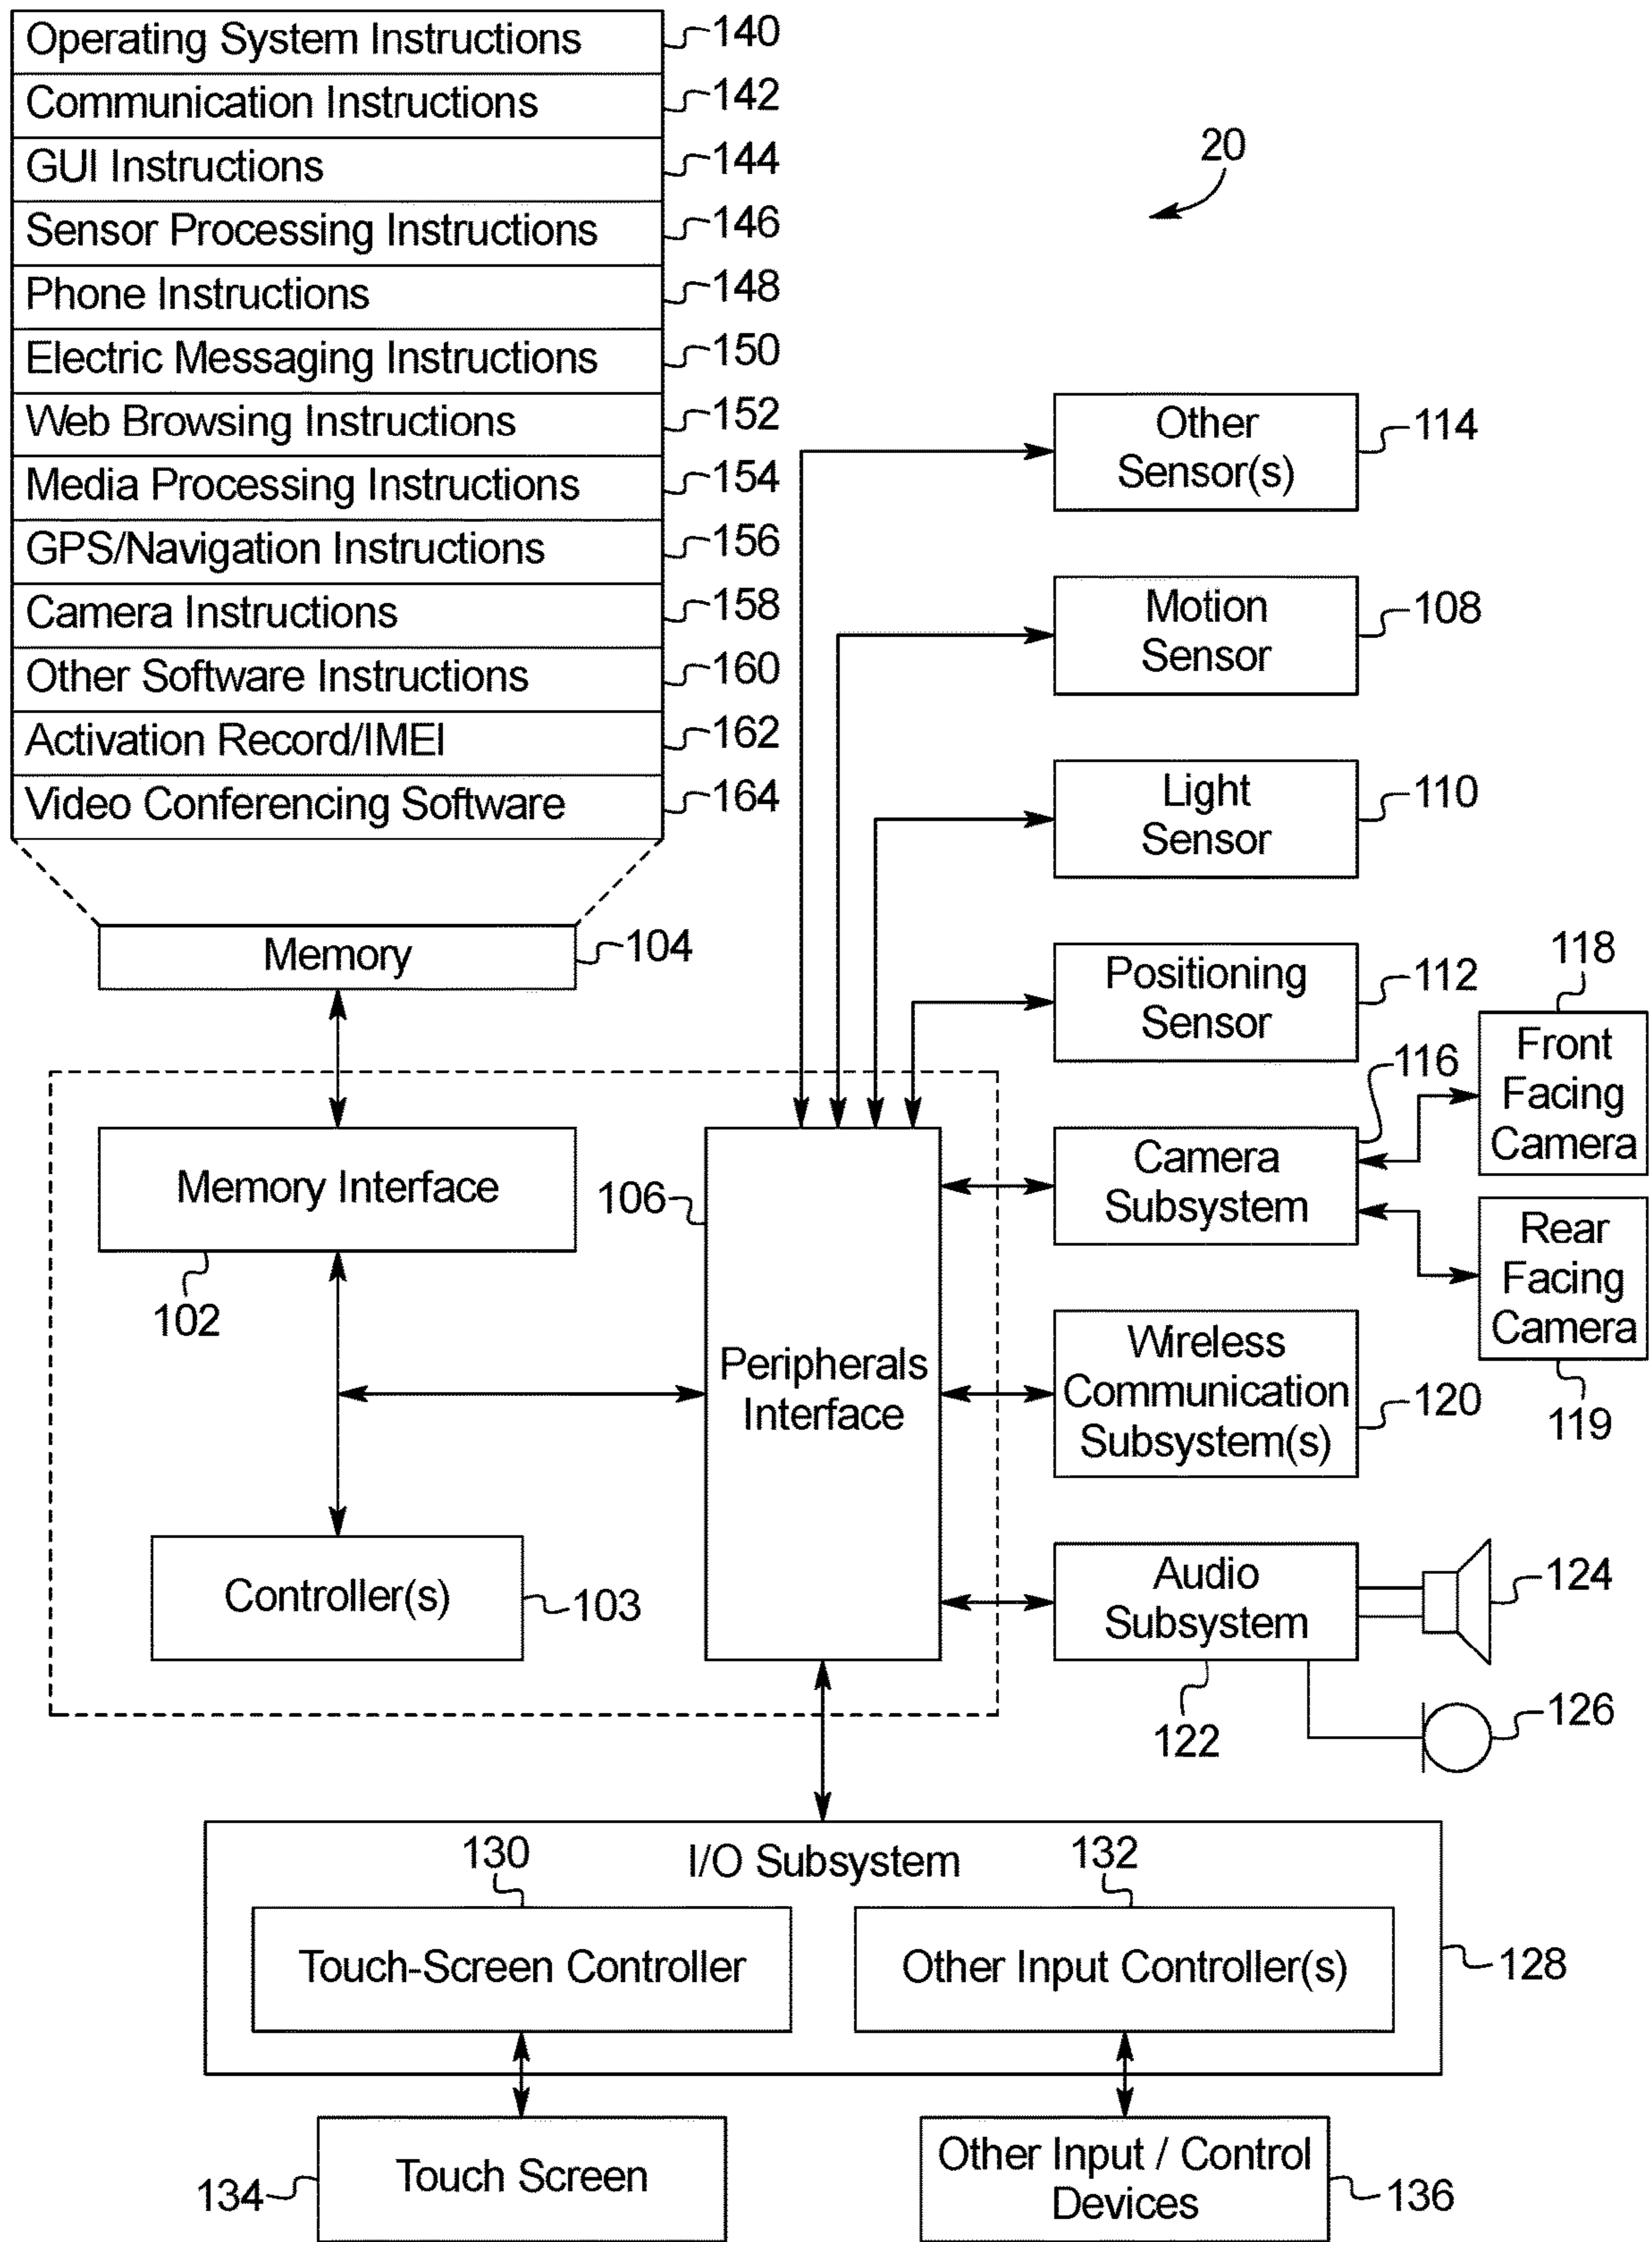 Operating System Instructions 140
Communication Instructions 142
GUI Instructions 144
Sensor Processing Instructions 146
Phone Instructions 148
Electric Messaging Instructions 150
Web Browsing Instructions 152
Media Processing Instructions 154
GPS/Navigation Instructions 156
Camera Instructions 158
Other Software Instructions 160
Activation Record/IMEI 162
Video Conferencing Software 164
Memory 104
20
Other
Sensor(s)
114
Motion
Sensor
108
Light
Sensor
110
Positioning
Sensor
112
118
Front
Facing
Camera
116
Camera
Subsystem
Rear
Facing
Camera
119
Memory Interface
102
106
Peripherals
Interface
Wireless
Communication
Subsystem(s)
120
Controller(s)
103
Audio
Subsystem
122
124
126
I/O Subsystem
130
132
Touch-Screen Controller
Other Input Controller(s)
128
Touch Screen
134
Other Input / Control
Devices
136